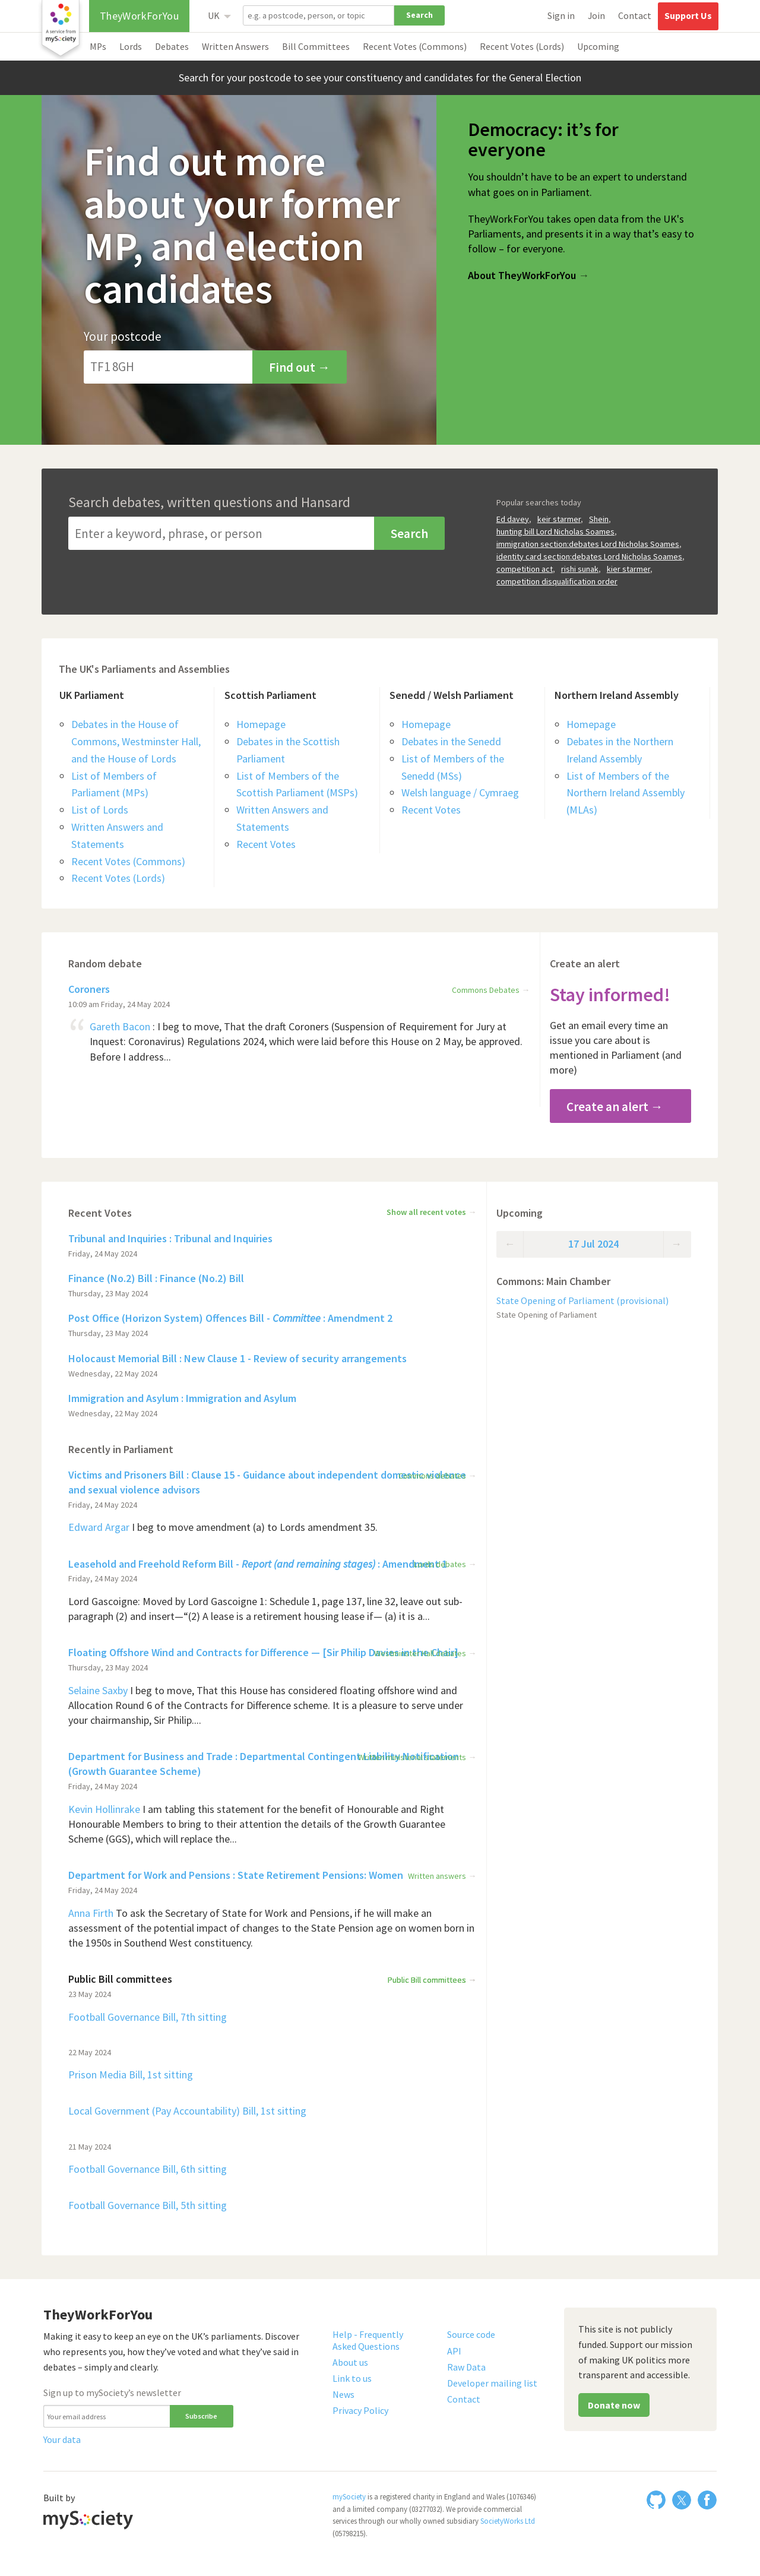 A service from
mySociety
TheyWorkForYou
UK
e.g. a postcode, person, or topic
Search
Sign in
Join
Contact
Support Us
MPs
Lords
Debates
Written Answers
Bill Committees
Recent Votes (Commons)
Recent Votes (Lords)
Upcoming
Search for your postcode to see your constituency and candidates for the General Election
Find out more
about your former
MP, and election
candidates
Your postcode
TF1 8GH
Find out →
Democracy: it’s for
everyone
You shouldn’t have to be an expert to understand
what goes on in Parliament.
TheyWorkForYou takes open data from the UK's
Parliaments, and presents it in a way that’s easy to
follow – for everyone.
About TheyWorkForYou →
Search debates, written questions and Hansard
Enter a keyword, phrase, or person
Search
Popular searches today
Ed davey, keir starmer, Shein,
hunting bill Lord Nicholas Soames,
immigration section:debates Lord Nicholas Soames,
identity card section:debates Lord Nicholas Soames,
competition act, rishi sunak, kier starmer,
competition disqualification order
The UK's Parliaments and Assemblies
UK Parliament
Debates in the House of
Commons, Westminster Hall,
and the House of Lords
List of Members of
Parliament (MPs)
List of Lords
Written Answers and
Statements
Recent Votes (Commons)
Recent Votes (Lords)
Scottish Parliament
Homepage
Debates in the Scottish
Parliament
List of Members of the
Scottish Parliament (MSPs)
Written Answers and
Statements
Recent Votes
Senedd / Welsh Parliament
Homepage
Debates in the Senedd
List of Members of the
Senedd (MSs)
Welsh language / Cymraeg
Recent Votes
Northern Ireland Assembly
Homepage
Debates in the Northern
Ireland Assembly
List of Members of the
Northern Ireland Assembly
(MLAs)
Random debate
Coroners
Commons Debates →
10:09 am Friday, 24 May 2024
“ Gareth Bacon : I beg to move, That the draft Coroners (Suspension of Requirement for Jury at
Inquest: Coronavirus) Regulations 2024, which were laid before this House on 2 May, be approved.
Before I address...
Create an alert
Stay informed!
Get an email every time an
issue you care about is
mentioned in Parliament (and
more)
Create an alert →
Recent Votes
Show all recent votes →
Tribunal and Inquiries : Tribunal and Inquiries
Friday, 24 May 2024
Finance (No.2) Bill : Finance (No.2) Bill
Thursday, 23 May 2024
Post Office (Horizon System) Offences Bill - Committee : Amendment 2
Thursday, 23 May 2024
Holocaust Memorial Bill : New Clause 1 - Review of security arrangements
Wednesday, 22 May 2024
Immigration and Asylum : Immigration and Asylum
Wednesday, 22 May 2024
Upcoming
←
17 Jul 2024
→
Commons: Main Chamber
State Opening of Parliament (provisional)
State Opening of Parliament
Recently in Parliament
Victims and Prisoners Bill : Clause 15 - Guidance about independent domestic violence
and sexual violence advisors
Friday, 24 May 2024
Edward Argar I beg to move amendment (a) to Lords amendment 35.
Leasehold and Freehold Reform Bill - Report (and remaining stages) : Amendment 1
Friday, 24 May 2024
Lord Gascoigne: Moved by Lord Gascoigne 1: Schedule 1, page 137, line 32, leave out sub-
paragraph (2) and insert—“(2) A lease is a retirement housing lease if— (a) it is a...
Floating Offshore Wind and Contracts for Difference — [Sir Philip Davies in the Chair]
Thursday, 23 May 2024
Selaine Saxby I beg to move, That this House has considered floating offshore wind and
Allocation Round 6 of the Contracts for Difference scheme. It is a pleasure to serve under
your chairmanship, Sir Philip....
Department for Business and Trade : Departmental Contingent Liability Notification
(Growth Guarantee Scheme)
Friday, 24 May 2024
Kevin Hollinrake I am tabling this statement for the benefit of Honourable and Right
Honourable Members to bring to their attention the details of the Growth Guarantee
Scheme (GGS), which will replace the...
Department for Work and Pensions : State Retirement Pensions: Women
Written answers →
Friday, 24 May 2024
Anna Firth To ask the Secretary of State for Work and Pensions, if he will make an
assessment of the potential impact of changes to the State Pension age on women born in
the 1950s in Southend West constituency.
Public Bill committees
Public Bill committees →
23 May 2024
Football Governance Bill, 7th sitting
22 May 2024
Prison Media Bill, 1st sitting
Local Government (Pay Accountability) Bill, 1st sitting
21 May 2024
Football Governance Bill, 6th sitting
Football Governance Bill, 5th sitting
TheyWorkForYou
Making it easy to keep an eye on the UK’s parliaments. Discover
who represents you, how they’ve voted and what they’ve said in
debates – simply and clearly.
Sign up to mySociety’s newsletter
Your email address
Subscribe
Your data
Help - Frequently
Asked Questions
About us
Link to us
News
Privacy Policy
Source code
API
Raw Data
Developer mailing list
Contact
This site is not publicly
funded. Support our mission
of making UK politics more
transparent and accessible.
Donate now
Built by
mySociety
mySociety is a registered charity in England and Wales (1076346)
and a limited company (03277032). We provide commercial
services through our wholly owned subsidiary SocietyWorks Ltd
(05798215).